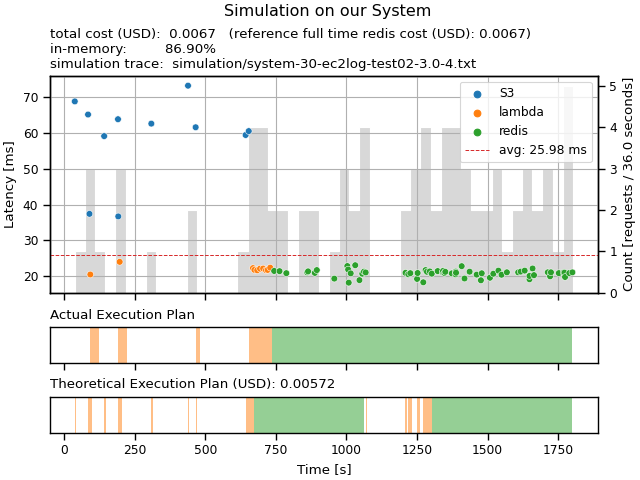 Simulation on our System
total cost (USD):  0.0067   (reference full time redis cost (USD): 0.0067)
in-memory:         86.90%
simulation trace:  simulation/system-30-ec2log-test02-3.0-4.txt
S3
lambda
redis
avg: 25.98 ms
Latency [ms]
70
60
50
40
30
20
Count [requests / 36.0 seconds]
5
4
3
2
1
0
Actual Execution Plan
Theoretical Execution Plan (USD): 0.00572
0 250 500 750 1000 1250 1500 1750
Time [s]